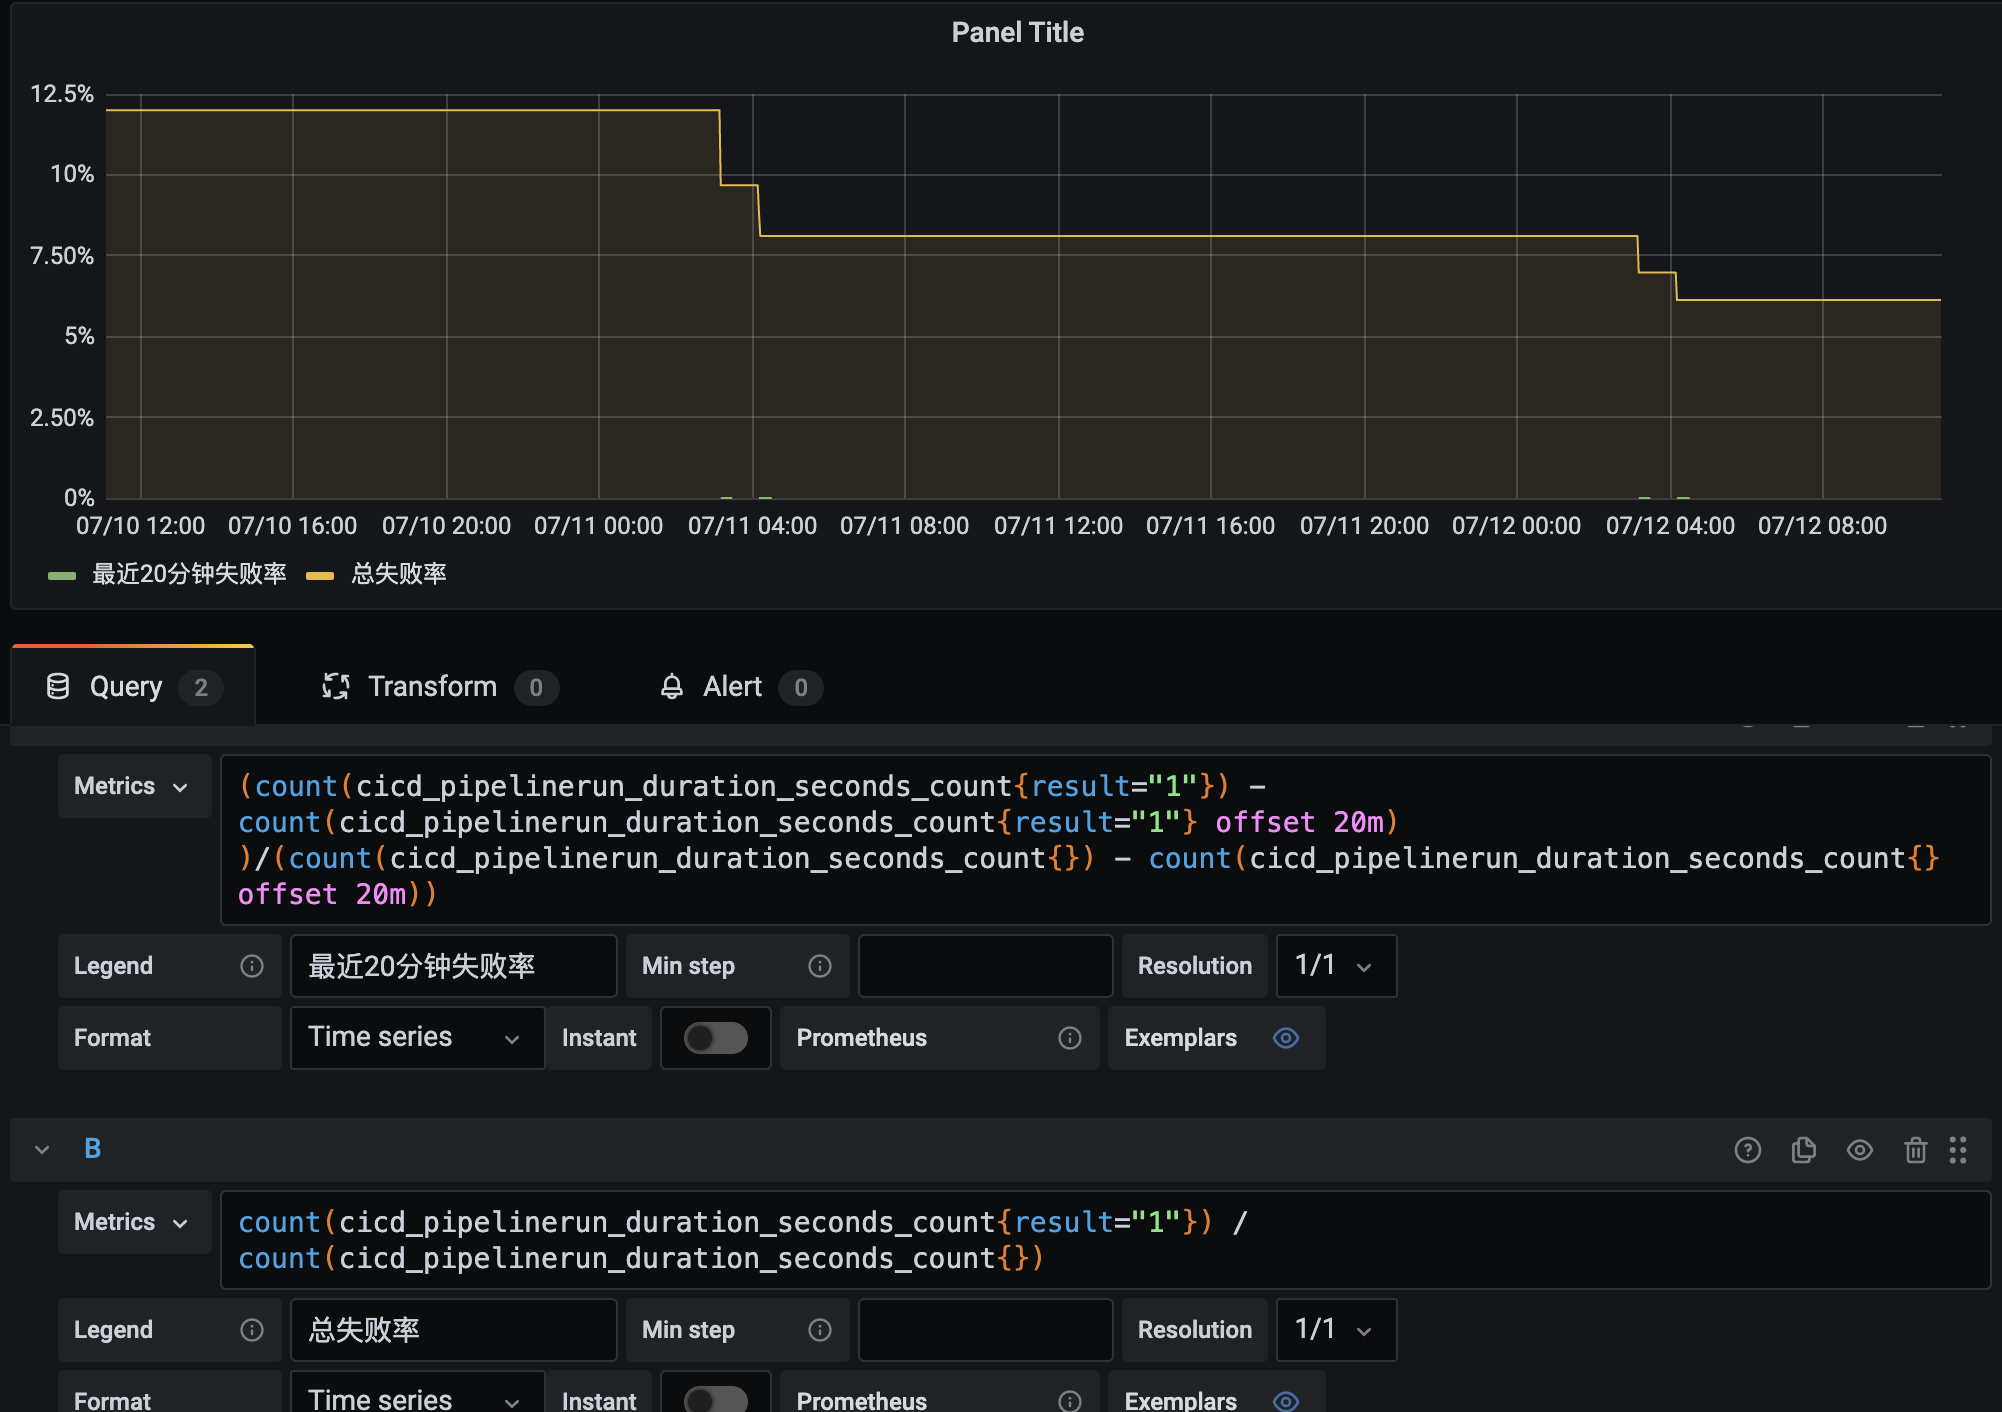 Panel Title
12.5%
10%
7.50%
5%
2.50%
0%
07/10 12:00 07/10 16:00 07/10 20:00 07/11 00:00 07/11 04:00 07/11 08:00 07/11 12:00 07/11 16:00 07/11 20:00 07/12 00:00 07/12 04:00 07/12 08:00
最近20分钟失败率 总失败率
Query 2 Transform 0 Alert 0
Metrics
(count(cicd_pipelinerun_duration_seconds_count{result="1"}) -
count(cicd_pipelinerun_duration_seconds_count{result="1"} offset 20m)
)/(count(cicd_pipelinerun_duration_seconds_count{}) - count(cicd_pipelinerun_duration_seconds_count{}
offset 20m))
Legend 最近20分钟失败率 Min step Resolution 1/1
Format Time series Instant Prometheus Exemplars
B
Metrics
count(cicd_pipelinerun_duration_seconds_count{result="1"}) /
count(cicd_pipelinerun_duration_seconds_count{})
Legend 总失败率 Min step Resolution 1/1
Format Time series Instant Prometheus Exemplars